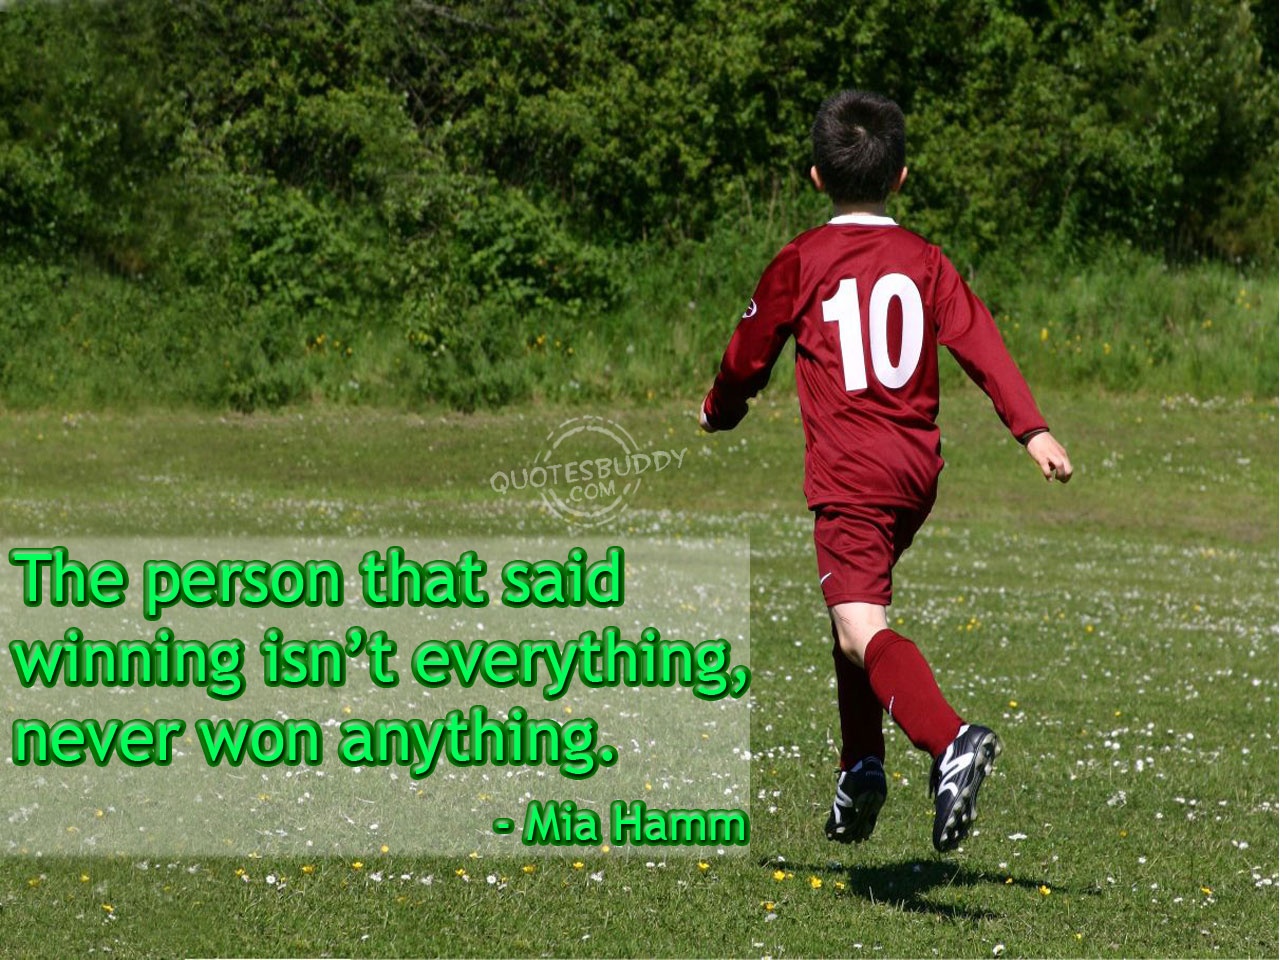 10
QUOTESBUDDY
.COM
The person that said
winning isn’t everything,
never won anything.
- Mia Hamm